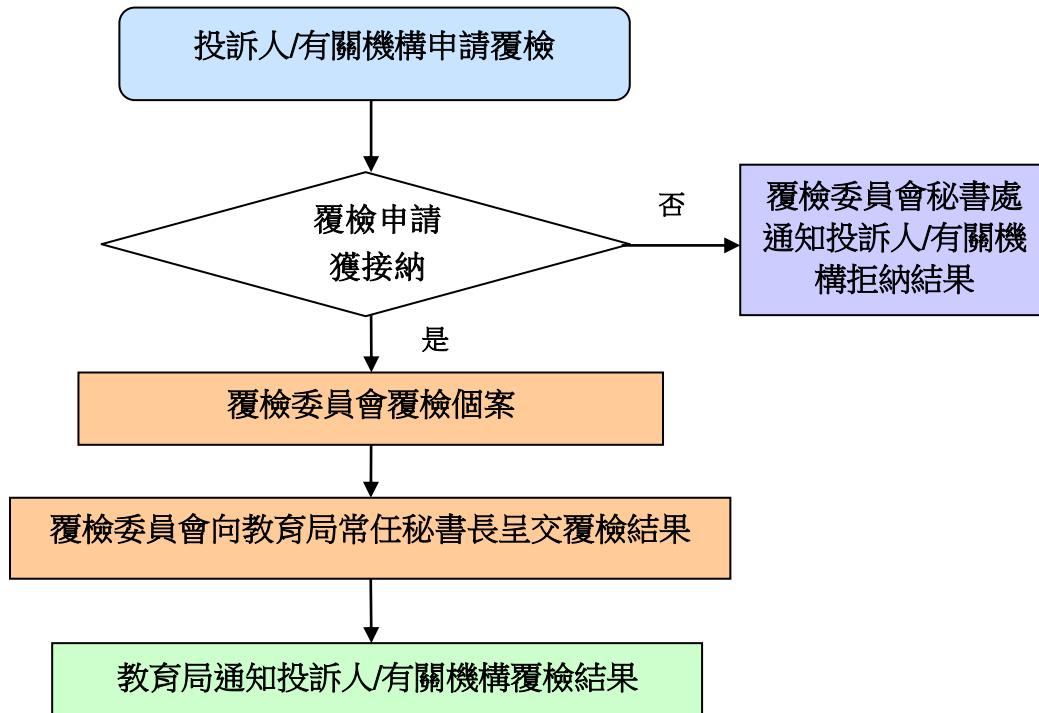 投訴人/有關機構申請覆檢
覆檢申請
獲接納
否
覆檢委員會秘書處
通知投訴人/有關機
構拒納結果
是
覆檢委員會覆檢個案
覆檢委員會向教育局常任秘書長呈交覆檢結果
教育局通知投訴人/有關機構覆檢結果